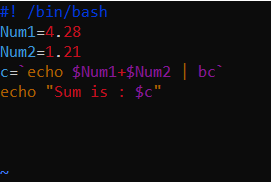 #! /bin/bash
Num1=4.28
Num2=1.21
c=`echo $Num1+$Num2 | bc`
echo "Sum is : $c"
~